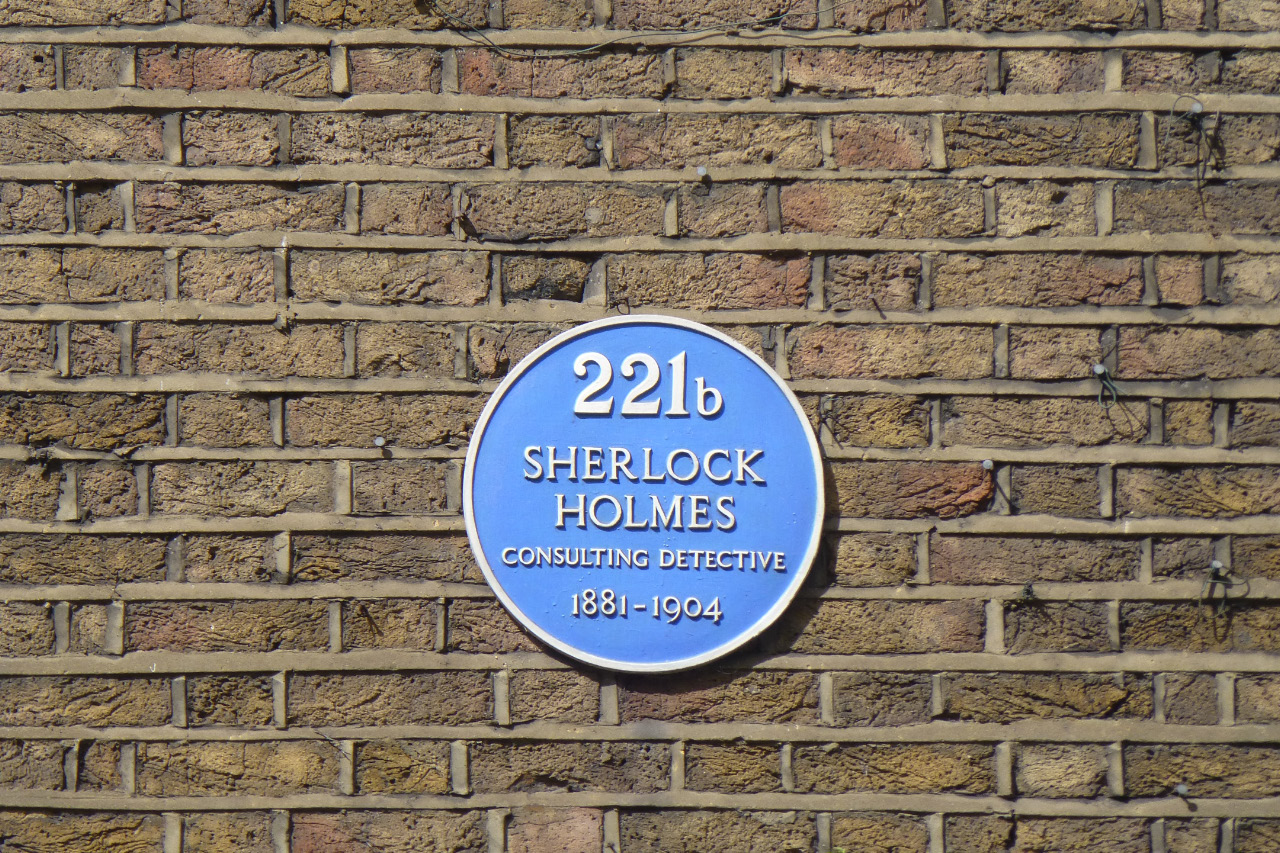 221b
SHERLOCK
HOLMES
CONSULTING DETECTIVE
1881-1904